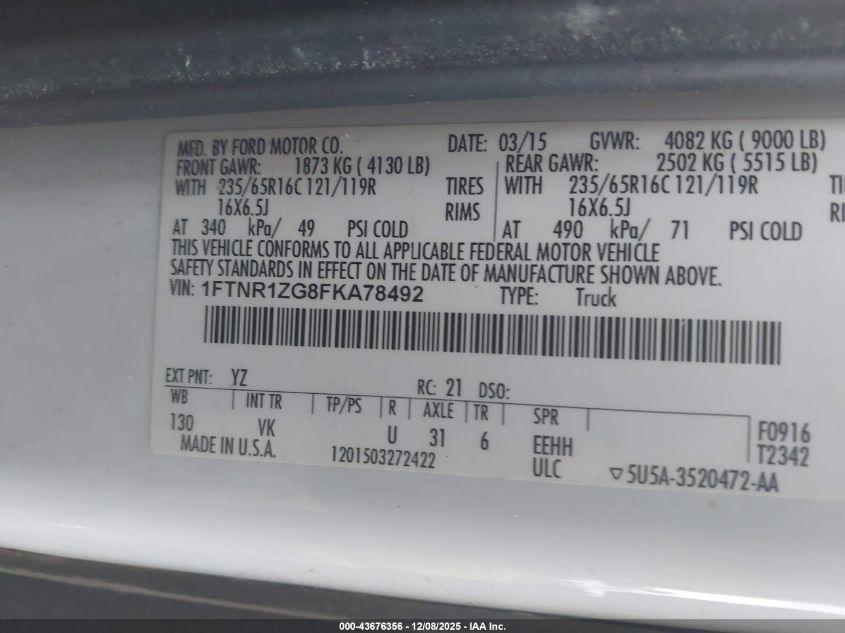 MFD. BY FORD MOTOR CO. DATE: 03/15 GVWR: 4082 KG ( 9000 LB)
FRONT GAWR: 1873 KG ( 4130 LB) REAR GAWR: 2502 KG ( 5515 LB)
WITH 235/65R16C 121/119R TIRES WITH 235/65R16C 121/119R
16X6.5J RIMS 16X6.5J
AT 340 kPa/ 49 PSI COLD AT 490 kPa/ 71 PSI COLD
THIS VEHICLE CONFORMS TO ALL APPLICABLE FEDERAL MOTOR VEHICLE
SAFETY STANDARDS IN EFFECT ON THE DATE OF MANUFACTURE SHOWN ABOVE.
VIN: 1FTNR1ZG8FKA78492 TYPE: Truck
EXT PNT: YZ RC: 21 DSO:
WB INT TR TP/PS R AXLE TR SPR
130 VK U 31 6 EEHH F0916
MADE IN U.S.A. 1201503272422 ULC T2342
▽5U5A-3520472-AA
000-43676356 - 12/08/2025 - IAA Inc.